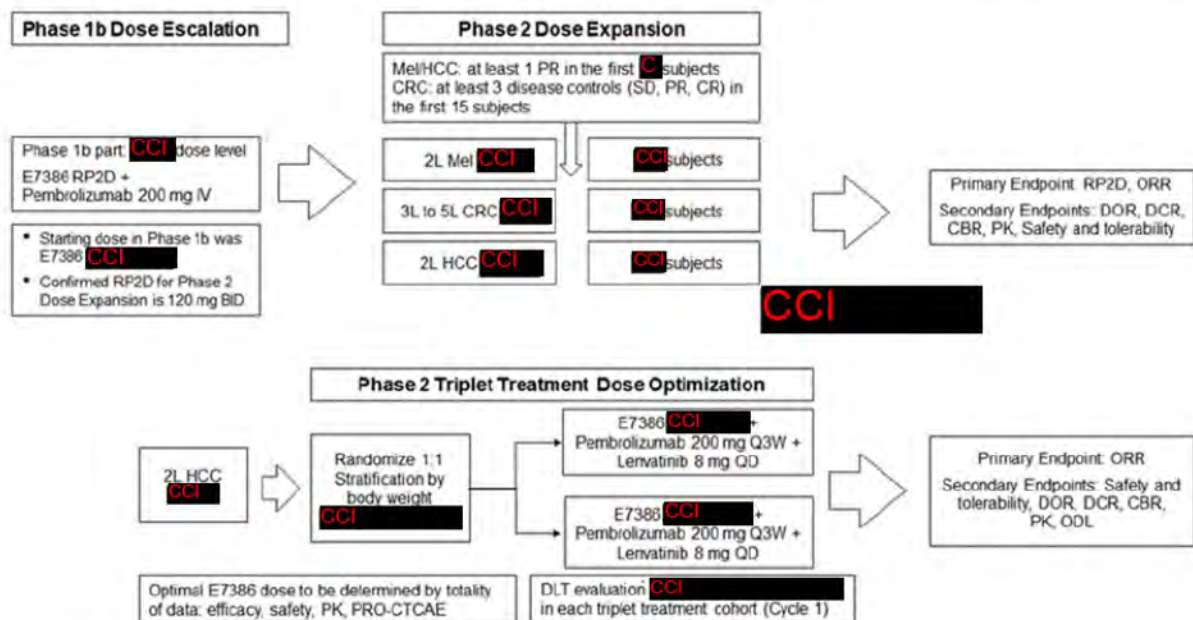 Phase 1b Dose Escalation
Phase 2 Dose Expansion
Mel/HCC: at least 1 PR in the first C subjects
CRC: at least 3 disease controls (SD, PR, CR) in
the first 15 subjects
Phase 1b part: CCI dose level
E7386 RP2D +
Pembrolizumab 200 mg IV
• Starting dose in Phase 1b was
E7386 CCI
• Confirmed RP2D for Phase 2
Dose Expansion is 120 mg BID
2L Mel CCI
CCI subjects
3L to 5L CRC CCI
CCI subjects
2L HCC CCI
CCI subjects
Primary Endpoint: RP2D, ORR
Secondary Endpoints: DOR, DCR,
CBR, PK, Safety and tolerability
CCI
Phase 2 Triplet Treatment Dose Optimization
2L HCC
CCI
Randomize 1:1
Stratification by
body weight
CCI
E7386 CCI +
Pembrolizumab 200 mg Q3W +
Lenvatinib 8 mg QD
E7386 CCI +
Pembrolizumab 200 mg Q3W +
Lenvatinib 8 mg QD
Primary Endpoint: ORR
Secondary Endpoints: Safety and
tolerability, DOR, DCR, CBR,
PK, ODL
Optimal E7386 dose to be determined by totality
of data: efficacy, safety, PK, PRO-CTCAE
DLT evaluation CCI
in each triplet treatment cohort (Cycle 1)